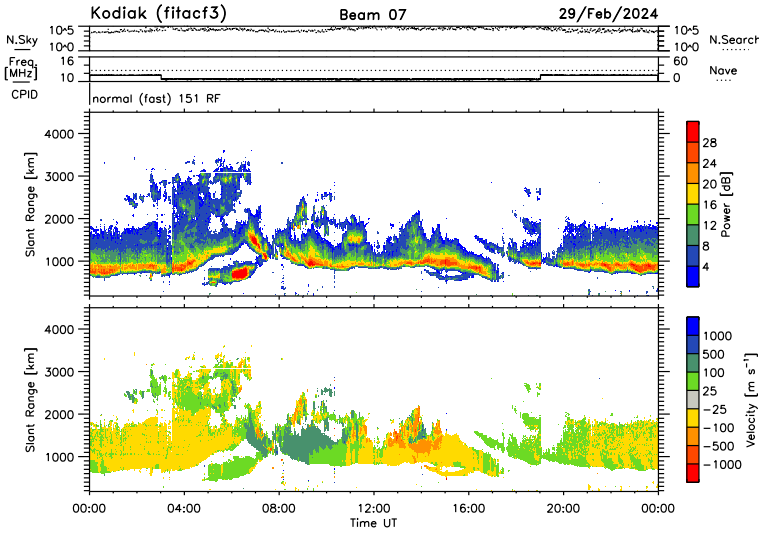 Kodiak (fitacf3) Beam 07 29/Feb/2024
N.Sky 10^5 10^0 10^5 10^0 N.Search
Freq. [MHz] 16 10 60 0 Nave
CPID normal (fast) 151 RF
Slant Range [km]
4000
3000
2000
1000
28
24
20
16
12
8
4
Power [dB]
Slant Range [km]
4000
3000
2000
1000
1000
500
100
25
−25
−100
−500
−1000
Velocity [m s⁻¹]
00:00 04:00 08:00 12:00 16:00 20:00 00:00
Time UT